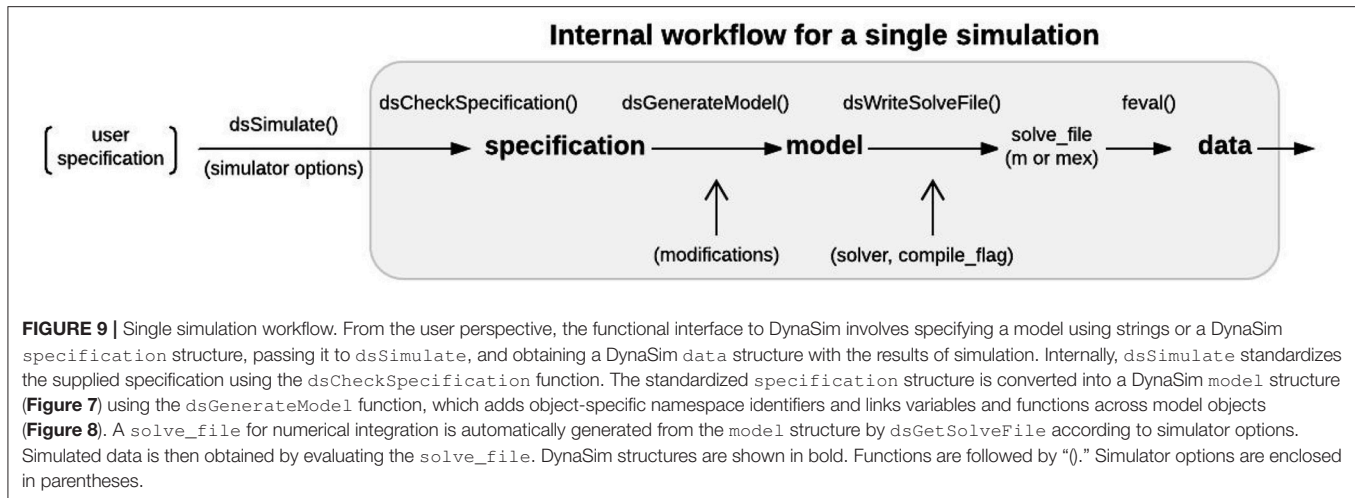 Internal workflow for a single simulation
dsCheckSpecification() dsGenerateModel() dsWriteSolveFile() feval()
user
specification
dsSimulate()
(simulator options)
specification
model
solve_file
(m or mex)
data
(modifications)
(solver, compile_flag)
FIGURE 9 | Single simulation workflow. From the user perspective, the functional interface to DynaSim involves specifying a model using strings or a DynaSim
specification structure, passing it to dsSimulate, and obtaining a DynaSim data structure with the results of simulation. Internally, dsSimulate standardizes
the supplied specification using the dsCheckSpecification function. The standardized specification structure is converted into a DynaSim model structure
(Figure 7) using the dsGenerateModel function, which adds object-specific namespace identifiers and links variables and functions across model objects
(Figure 8). A solve_file for numerical integration is automatically generated from the model structure by dsGetSolveFile according to simulator options.
Simulated data is then obtained by evaluating the solve_file. DynaSim structures are shown in bold. Functions are followed by “().” Simulator options are enclosed
in parentheses.